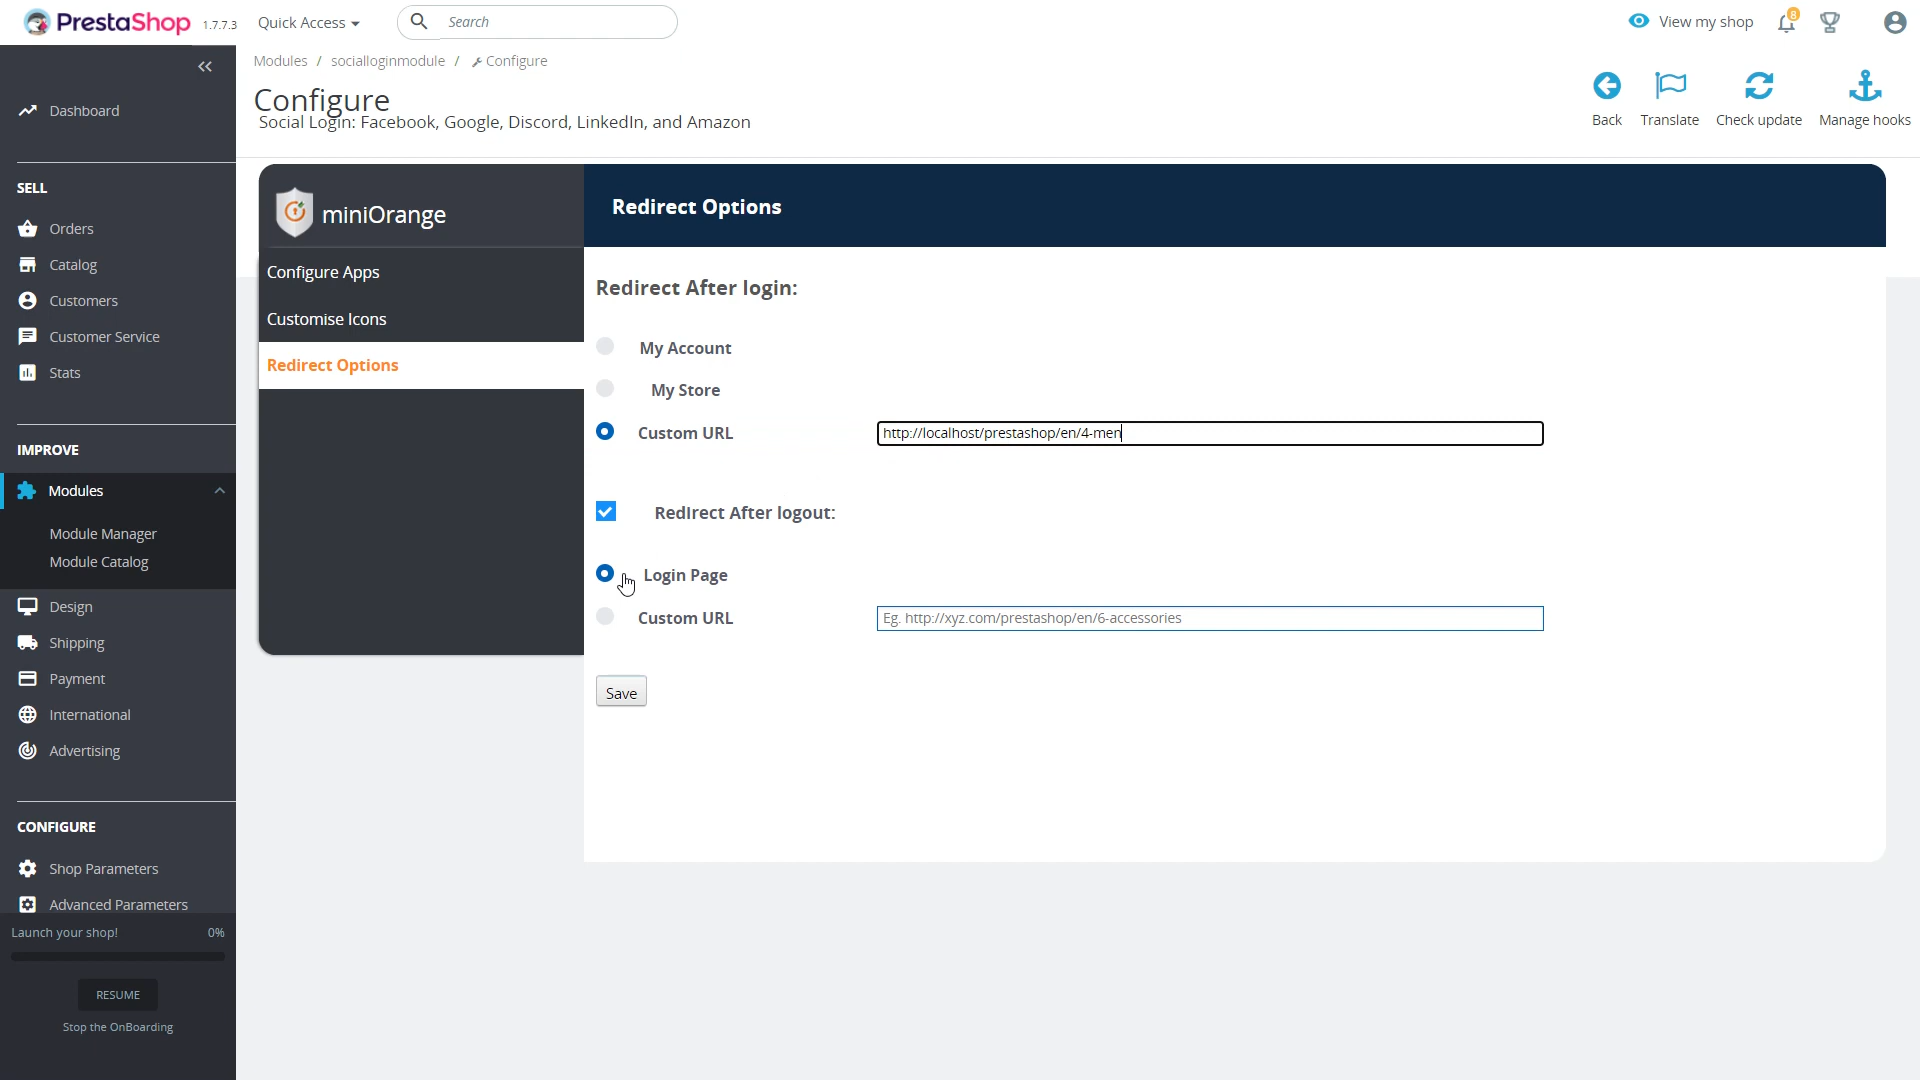 PrestaShop 1.7.7.3 Quick Access Search View my shop 8
Modules / socialloginmodule / Configure
Configure
Social Login: Facebook, Google, Discord, LinkedIn, and Amazon
Back Translate Check update Manage hooks
Dashboard
SELL
Orders
Catalog
Customers
Customer Service
Stats
IMPROVE
Modules
Module Manager
Module Catalog
Design
Shipping
Payment
International
Advertising
CONFIGURE
Shop Parameters
Advanced Parameters
Launch your shop! 0%
RESUME
Stop the OnBoarding
miniOrange
Configure Apps
Customise Icons
Redirect Options
Redirect Options
Redirect After login:
My Account
My Store
Custom URL http://localhost/prestashop/en/4-men
RedIrect After logout:
Login Page
Custom URL Eg. http://xyz.com/prestashop/en/6-accessories
Save